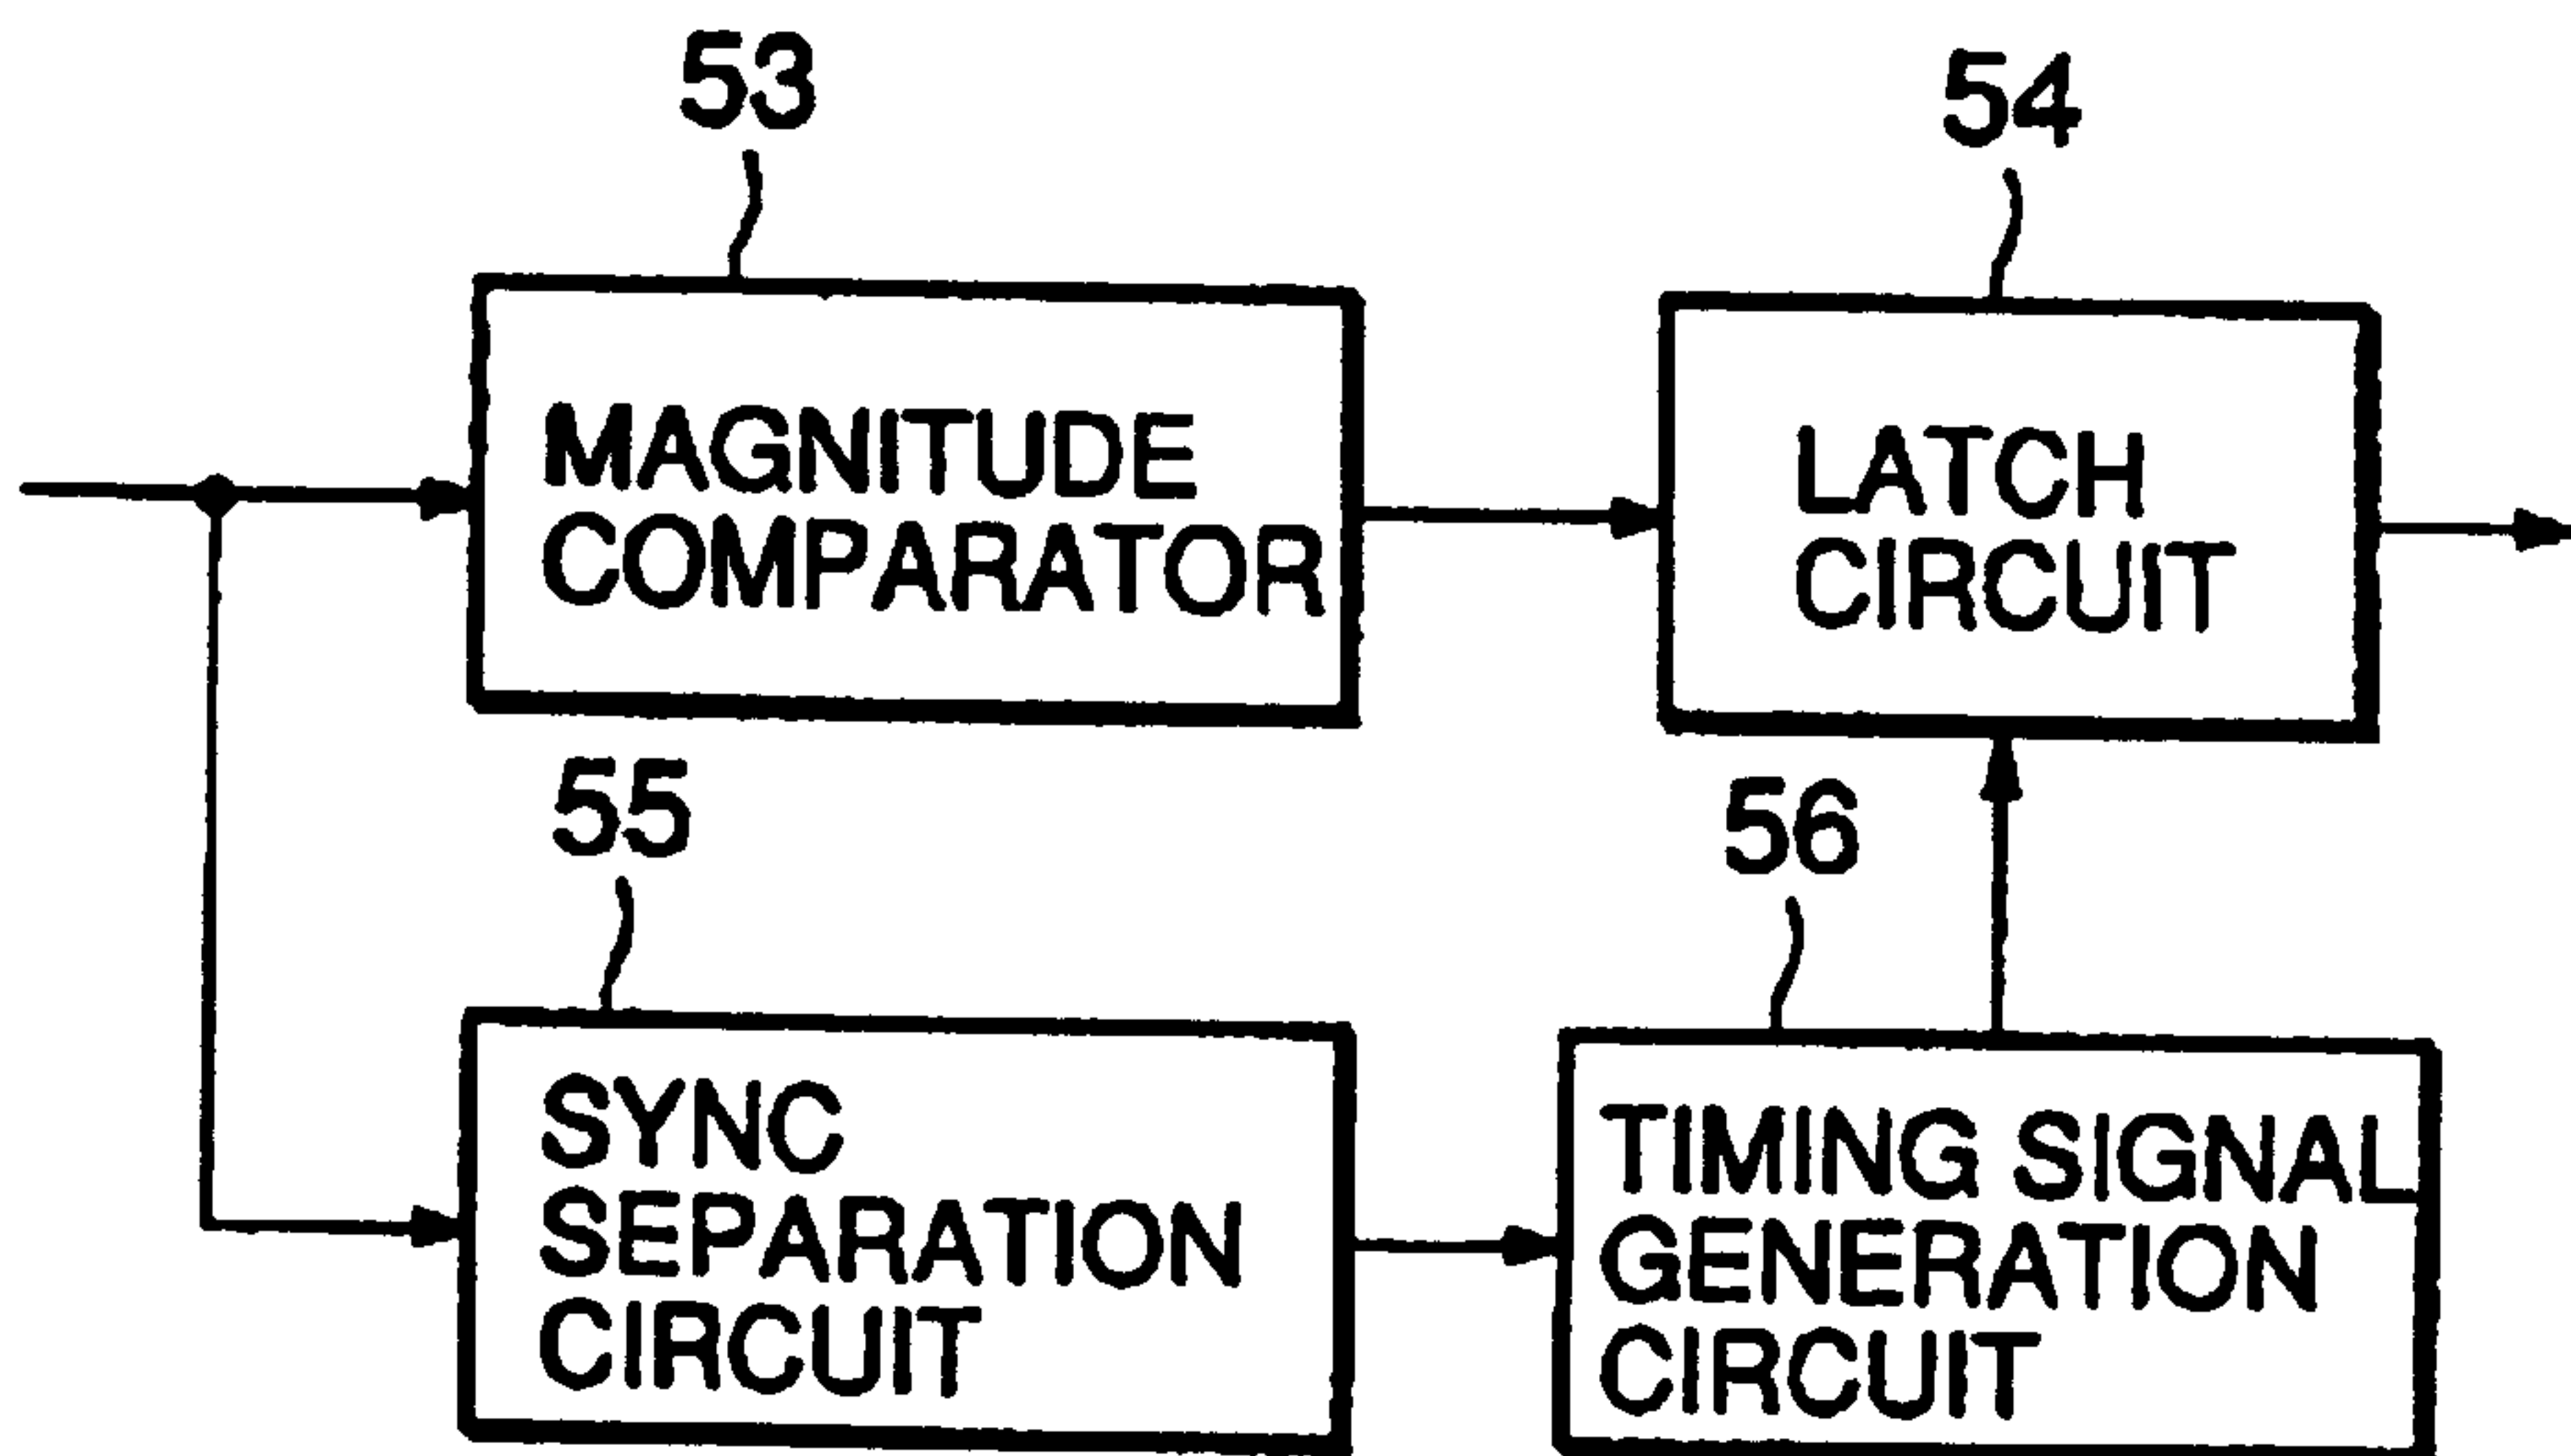 53
54
MAGNITUDE
COMPARATOR
LATCH
CIRCUIT
55
56
SYNC
SEPARATION
CIRCUIT
TIMING SIGNAL
GENERATION
CIRCUIT